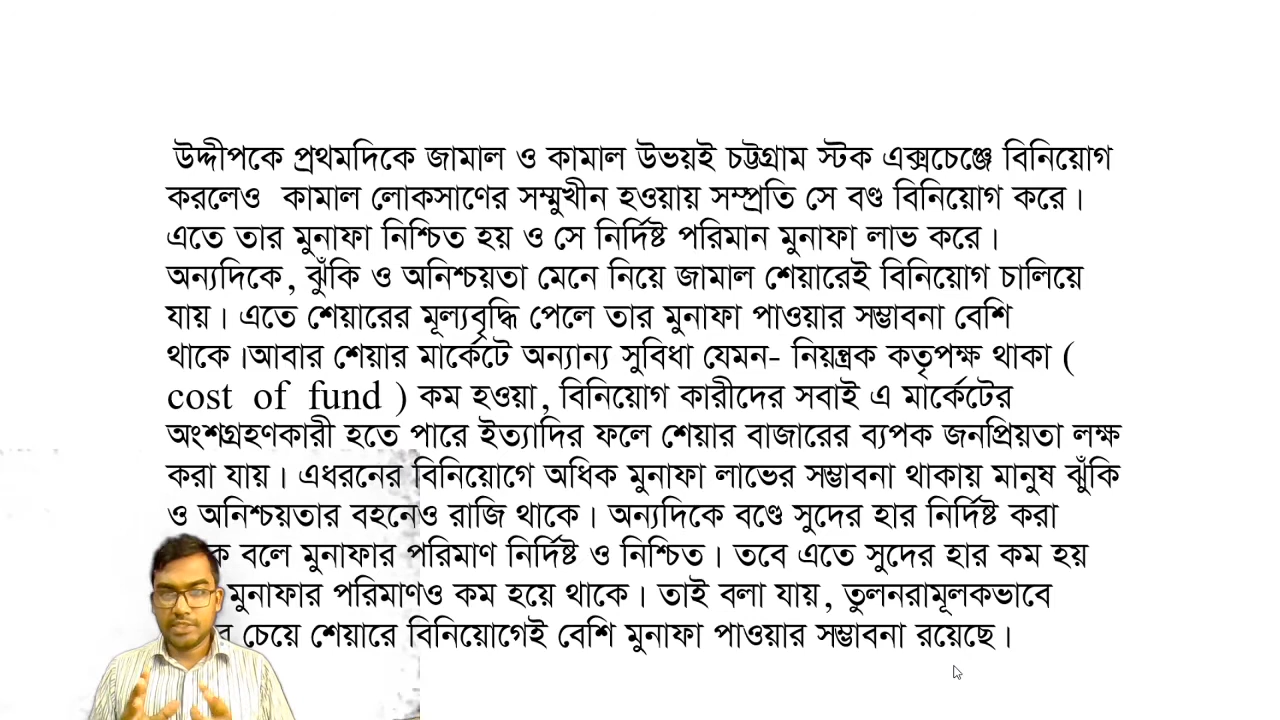 উদ্দীপকে প্রথমদিকে জামাল ও কামাল উভয়ই চট্টগ্রাম স্টক এক্সচেঞ্জে বিনিয়োগ
করলেও কামাল লোকসাণের সম্মুখীন হওয়ায় সম্প্রতি সে বণ্ড বিনিয়োগ করে।
এতে তার মুনাফা নিশ্চিত হয় ও সে নির্দিষ্ট পরিমান মুনাফা লাভ করে।
অন্যদিকে, ঝুঁকি ও অনিশ্চয়তা মেনে নিয়ে জামাল শেয়ারেই বিনিয়োগ চালিয়ে
যায়। এতে শেয়ারের মূল্যবৃদ্ধি পেলে তার মুনাফা পাওয়ার সম্ভাবনা বেশি
থাকে।আবার শেয়ার মার্কেটে অন্যান্য সুবিধা যেমন- নিয়ন্ত্রক কতৃপক্ষ থাকা (
cost of fund ) কম হওয়া, বিনিয়োগ কারীদের সবাই এ মার্কেটের
অংশগ্রহণকারী হতে পারে ইত্যাদির ফলে শেয়ার বাজারের ব্যপক জনপ্রিয়তা লক্ষ
করা যায়। এধরনের বিনিয়োগে অধিক মুনাফা লাভের সম্ভাবনা থাকায় মানুষ ঝুঁকি
ও অনিশ্চয়তার বহনেও রাজি থাকে। অন্যদিকে বণ্ডে সুদের হার নির্দিষ্ট করা
বলে মুনাফার পরিমাণ নির্দিষ্ট ও নিশ্চিত। তবে এতে সুদের হার কম হয়
মুনাফার পরিমাণও কম হয়ে থাকে। তাই বলা যায়, তুলনরামূলকভাবে
চেয়ে শেয়ারে বিনিয়োগেই বেশি মুনাফা পাওয়ার সম্ভাবনা রয়েছে।